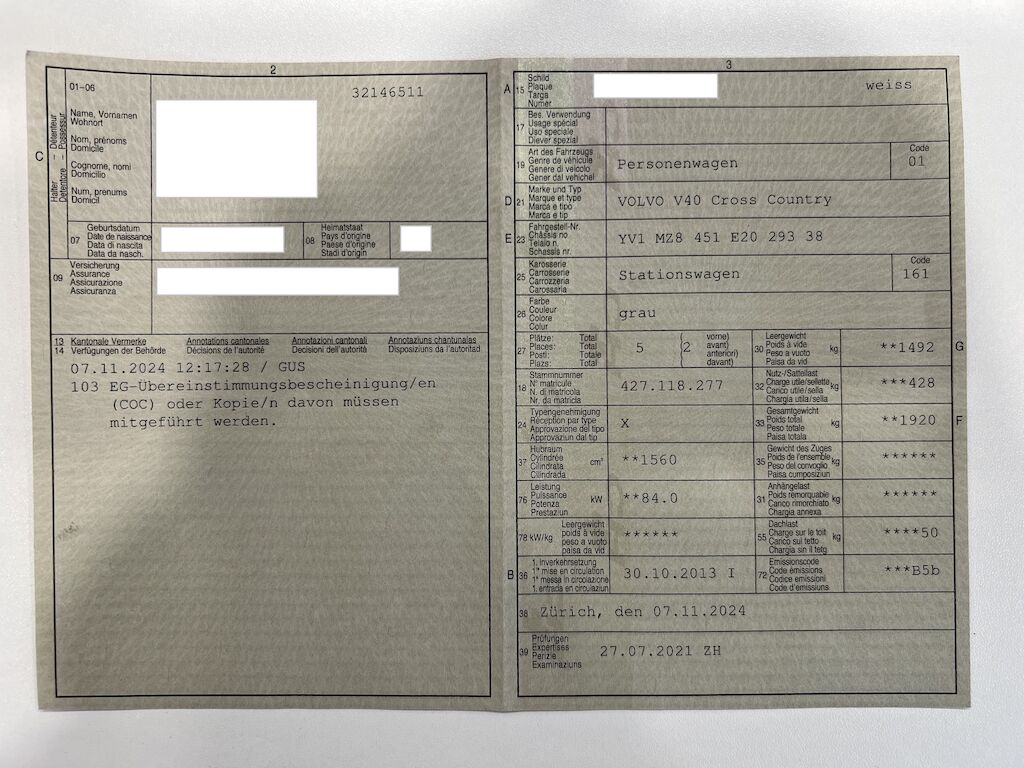 2
01-06
32146511
Name, Vornamen
Wohnort
Nom, prénoms
Domicile
Cognome, nomi
Domicilio
Num, prenums
Domicil
C
Halter – Détenteur
Detentore – Possessur
07
Geburtsdatum
Date de naissance
Data di nascita
Data da nasch.
08
Heimatstaat
Pays d'origine
Paese d'origine
Stadi d'origin
09
Versicherung
Assurance
Assicurazione
Assicuranza
13 Kantonale Vermerke Annotations cantonales Annotazioni cantonali Annotaziuns chantunales
14 Verfügungen der Behörde Décisions de l'autorité Decisioni dell'autorità Disposiziuns da l'autoritad
07.11.2024 12:17:28 / GUS
103 EG-Übereinstimmungsbescheinigung/en
(COC) oder Kopie/n davon müssen
mitgeführt werden.
3
A 15
Schild
Plaque
Targa
Numer
weiss
17
Bes. Verwendung
Usage spécial
Uso speciale
Diever spezial
19
Art des Fahrzeugs
Genre de véhicule
Genere di veicolo
Gener dal vehichel
Personenwagen
Code
01
D 21
Marke und Typ
Marque et type
Marca e tipo
Marca e tip
VOLVO V40 Cross Country
E 23
Fahrgestell-Nr.
Châssis no.
Telaio n.
Schassis nr.
YV1 MZ8 451 E20 293 38
25
Karosserie
Carrosserie
Carrozzeria
Carossaria
Stationswagen
Code
161
26
Farbe
Couleur
Colore
Colur
grau
27
Plätze: Total
Places: Total
Posti: Totale
Plazs: Total
5 (2
vorne)
avant)
anteriori)
davant)
30
Leergewicht
Poids à vide
Peso a vuoto
Paisa da vid
kg
**1492
G
18
Stammnummer
N° matricule
N. di matricola
Nr. da matricla
427.118.277
32
Nutz-/Sattellast
Charge utile/sellette
Carico utile/sella
Chargia utila/sella
kg
***428
24
Typengenehmigung
Réception par type
Approvazione del tipo
Approvaziun dal tip
X
33
Gesamtgewicht
Poids total
Peso totale
Paisa totala
kg
**1920
F
37
Hubraum
Cylindrée
Cilindrata
Cilindrada
cm³
**1560
35
Gewicht des Zuges
Poids de l'ensemble
Peso del convoglio
Paisa cumposiziun
kg
******
76
Leistung
Puissance
Potenza
Prestaziun
kW
**84.0
31
Anhängelast
Poids remorquable
Carico rimorchiato
Chargia annexa
kg
******
78 kW/kg
Leergewicht
poids à vide
peso a vuoto
paisa da vid
******
55
Dachlast
Charge sur le toit
Carico sul tetto
Chargia sin il tetg
kg
****50
B 36
1. Inverkehrsetzung
1re mise en circulation
1a messa in circolazione
1. entrada en circulaziun
30.10.2013 I
72
Emissionscode
Code émissions
Codice emissioni
Code d'emissiuns
***B5b
38 Zürich, den 07.11.2024
39
Prüfungen
Expertises
Perizie
Examinaziuns
27.07.2021 ZH